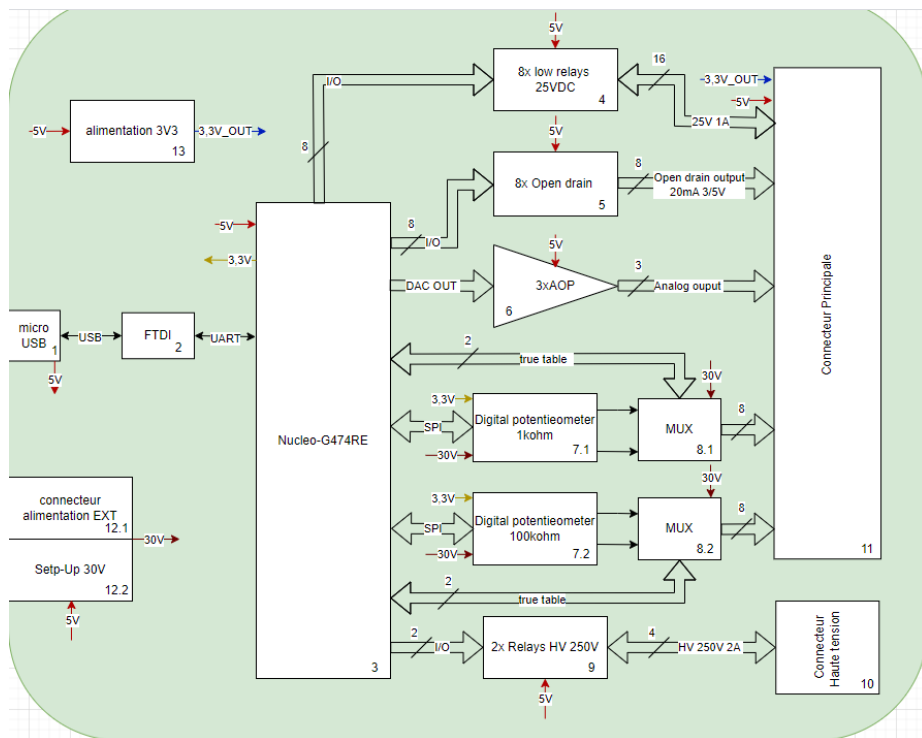 5V
8x low relays
25VDC
4
16
I/O
3,3V_OUT
5V
25V 1A
alimentation 3V3
13
5V
3,3V_OUT
8
5V
8x Open drain
5
8
Open drain output
20mA 3/5V
8
I/O
5V
3,3V
5V
3xAOP
6
DAC OUT
3
Analog ouput
Connecteur Principale
11
micro
USB
1
USB
FTDI
2
UART
5V
Nucleo-G474RE
3
2
true table
30V
3,3V
SPI
30V
Digital potentieometer
1kohm
7.1
MUX
8.1
8
30V
3,3V
SPI
30V
Digital potentieometer
100kohm
7.2
MUX
8.2
8
connecteur
alimentation EXT
12.1
30V
Setp-Up 30V
12.2
5V
2
true table
2
I/O
2x Relays HV 250V
9
5V
4
HV 250V 2A
Connecteur
Haute tension
10